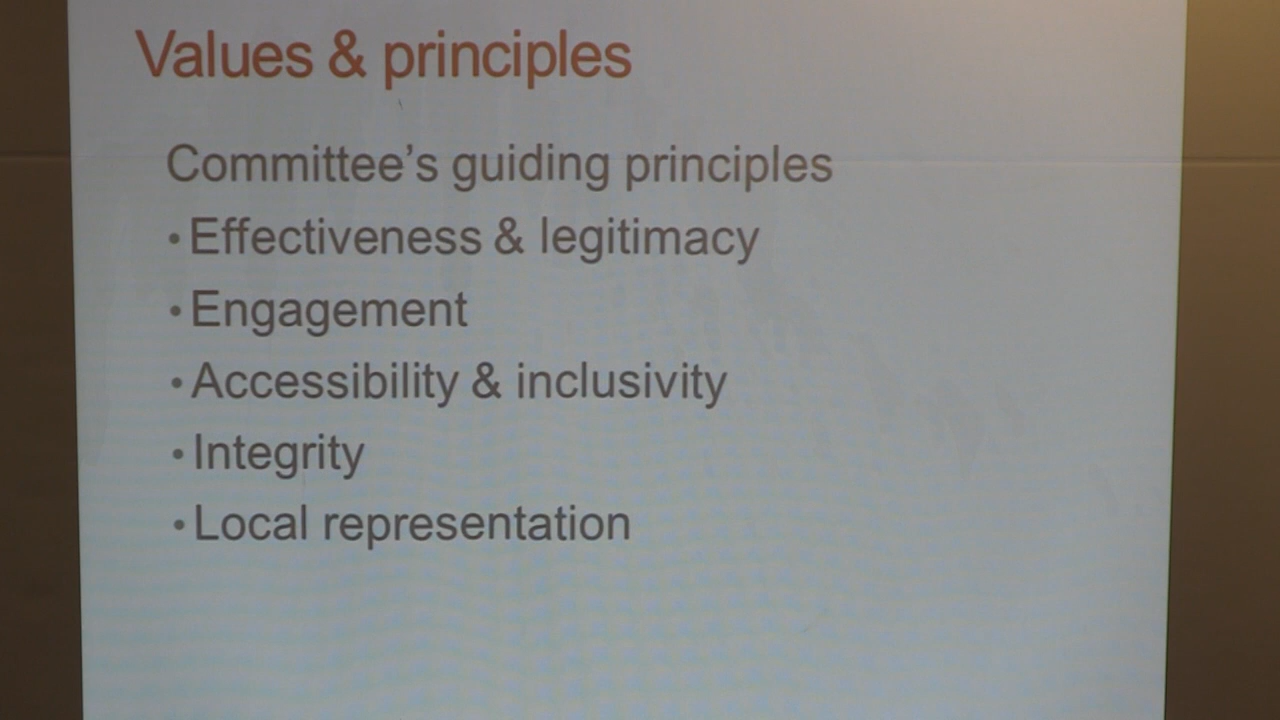 Values & principles
Committee's guiding principles
• Effectiveness & legitimacy
• Engagement
• Accessibility & inclusivity
• Integrity
• Local representation